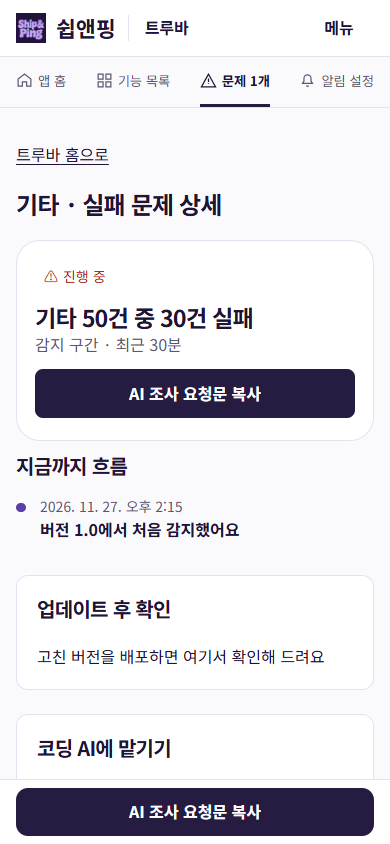 Ship&
Ping
쉽앤핑
트루바
메뉴
앱 홈
기능 목록
문제 1개
알림 설정
트루바 홈으로
기타 · 실패 문제 상세
진행 중
기타 50건 중 30건 실패
감지 구간 · 최근 30분
AI 조사 요청문 복사
지금까지 흐름
2026. 11. 27. 오후 2:15
버전 1.0에서 처음 감지했어요
업데이트 후 확인
고친 버전을 배포하면 여기서 확인해 드려요
코딩 AI에 맡기기
AI 조사 요청문 복사